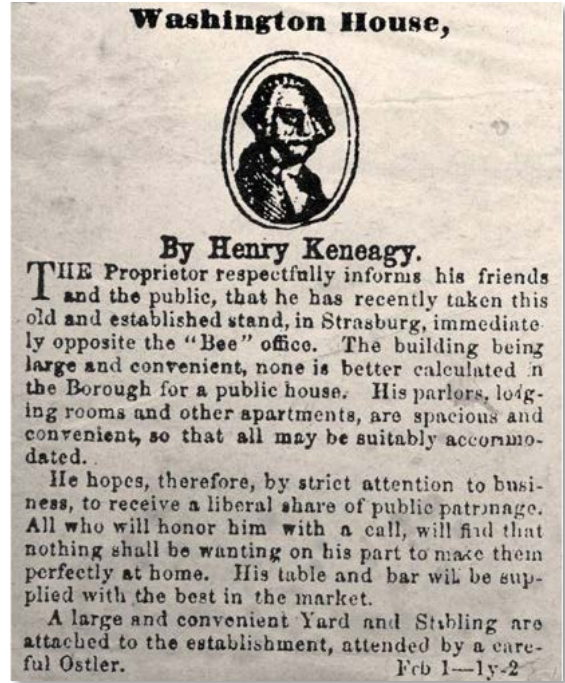 Washington House,
By Henry Keneagy.
THE Proprietor respectfully informs his friends
and the public, that he has recently taken this
old and established stand, in Strasburg, immediate-
ly opposite the "Bee" office. The building being
large and convenient, none is better calculated in
the Borough for a public house. His parlors, lodg-
ing rooms and other apartments, are spacious and
convenient, so that all may be suitably accommo-
dated.
He hopes, therefore, by strict attention to busi-
ness, to receive a liberal share of public patronage.
All who will honor him with a call, will find that
nothing shall be wanting on his part to make them
perfectly at home. His table and bar will be sup-
plied with the best in the market.
A large and convenient Yard and Stabling are
attached to the establishment, attended by a care-
ful Ostler. Feb 1—1y-2